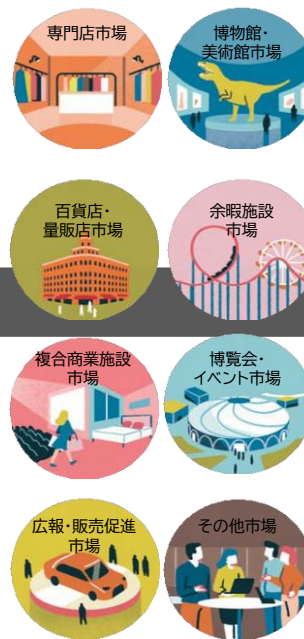 専門店市場
博物館・
美術館市場
百貨店・
量販店市場
余暇施設
市場
複合商業施設
市場
博覧会・
イベント市場
広報・販売促進
市場
その他市場